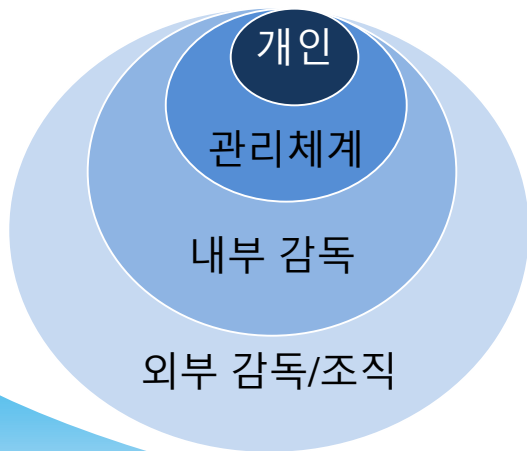 개인
관리체계
내부 감독
외부 감독/조직